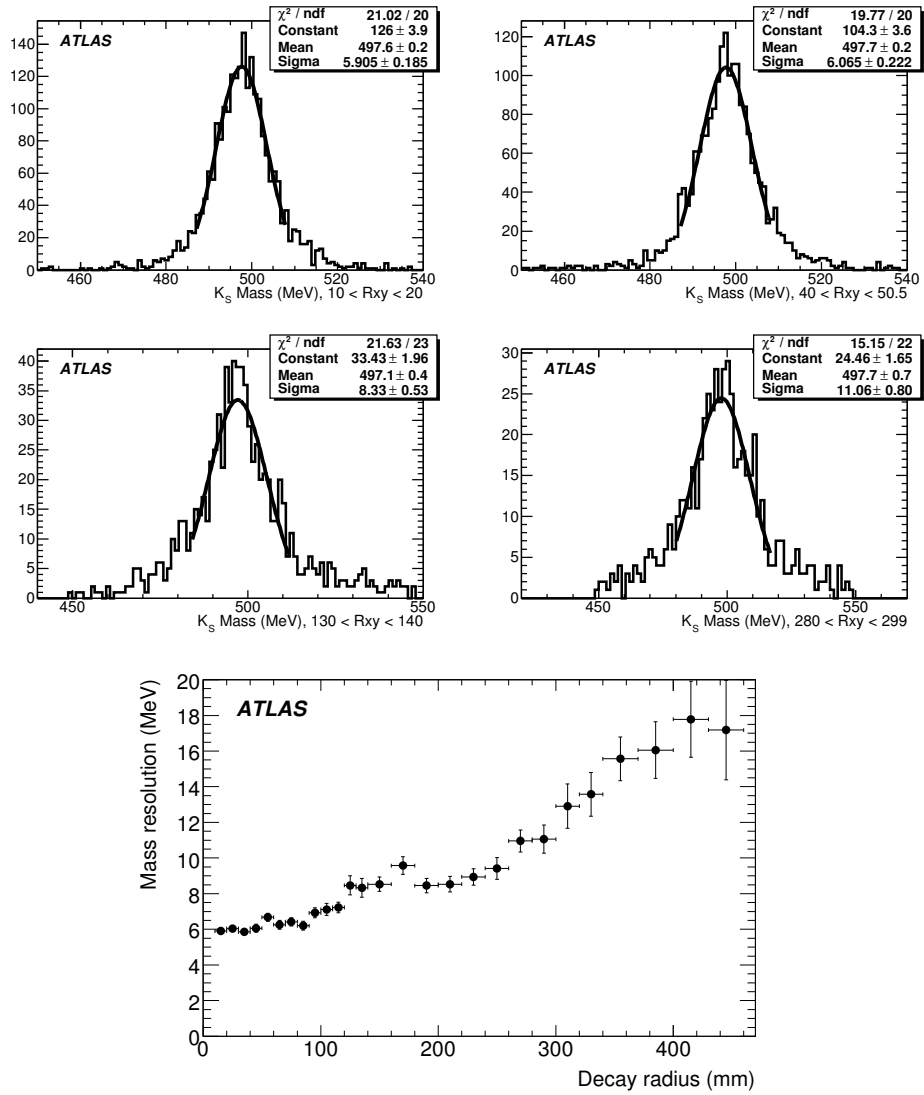 χ² / ndf 21.02 / 20
Constant 126 ± 3.9
Mean 497.6 ± 0.2
Sigma 5.905 ± 0.185
ATLAS
140
120
100
80
60
40
20
0
460 480 500 520 540
K_S Mass (MeV), 10 < Rxy < 20
χ² / ndf 19.77 / 20
Constant 104.3 ± 3.6
Mean 497.7 ± 0.2
Sigma 6.065 ± 0.222
ATLAS
120
100
80
60
40
20
0
460 480 500 520 540
K_S Mass (MeV), 40 < Rxy < 50.5
χ² / ndf 21.63 / 23
Constant 33.43 ± 1.96
Mean 497.1 ± 0.4
Sigma 8.33 ± 0.53
ATLAS
40
35
30
25
20
15
10
5
0
450 500 550
K_S Mass (MeV), 130 < Rxy < 140
χ² / ndf 15.15 / 22
Constant 24.46 ± 1.65
Mean 497.7 ± 0.7
Sigma 11.06 ± 0.80
ATLAS
30
25
20
15
10
5
0
450 500 550
K_S Mass (MeV), 280 < Rxy < 299
Mass resolution (MeV)
ATLAS
20
18
16
14
12
10
8
6
4
2
0
0 100 200 300 400
Decay radius (mm)